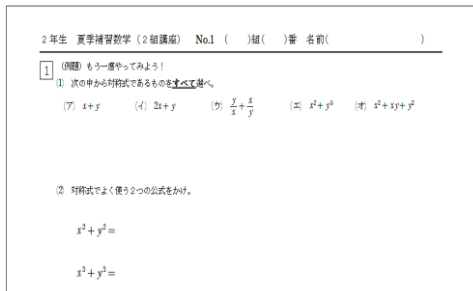 2年生 夏季補習数学（2組講座） No.1 （ ）組（ ）番 名前（ ）
1 （例題）もう一度やってみよう！
(1) 次の中から対称式であるものをすべて選べ。
(ア) x+y (イ) 2x+y (ウ) y/x + x/y (エ) x²+y⁵ (オ) x²+xy+y²
(2) 対称式でよく使う2つの公式をかけ。
x²+y²=
x³+y³=